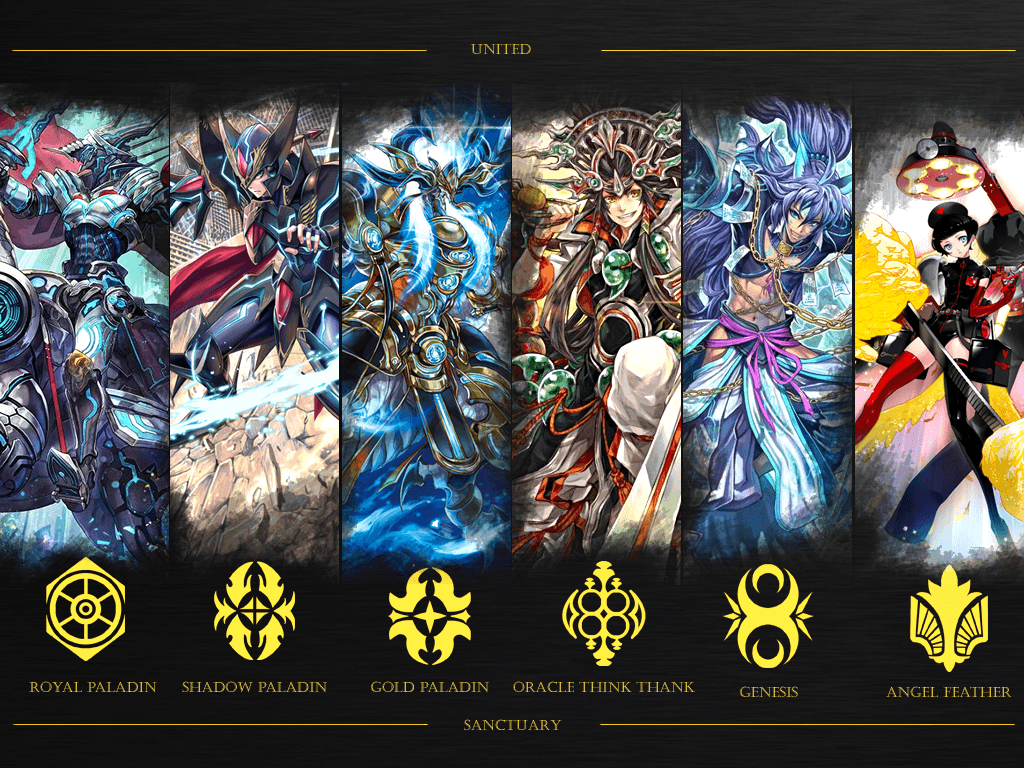 UNITED
ROYAL PALADIN
SHADOW PALADIN
GOLD PALADIN
ORACLE THINK THANK
GENESIS
ANGEL FEATHER
SANCTUARY